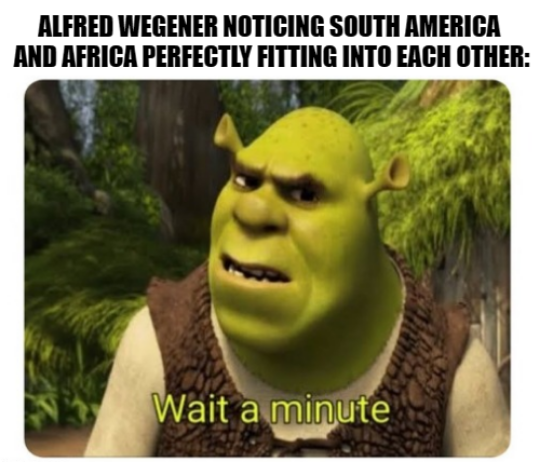 ALFRED WEGENER NOTICING SOUTH AMERICA
AND AFRICA PERFECTLY FITTING INTO EACH OTHER:
Wait a minute